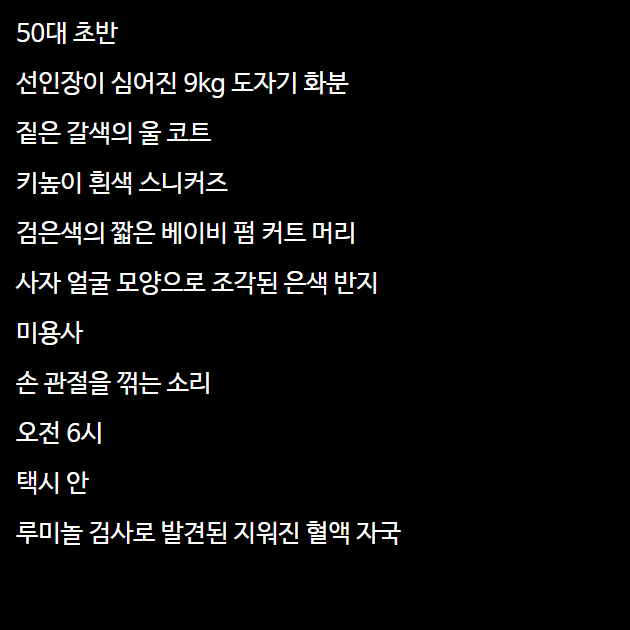 50대 초반
선인장이 심어진 9kg 도자기 화분
짙은 갈색의 울 코트
키높이 흰색 스니커즈
검은색의 짧은 베이비 펌 커트 머리
사자 얼굴 모양으로 조각된 은색 반지
미용사
손 관절을 꺾는 소리
오전 6시
택시 안
루미놀 검사로 발견된 지워진 혈액 자국